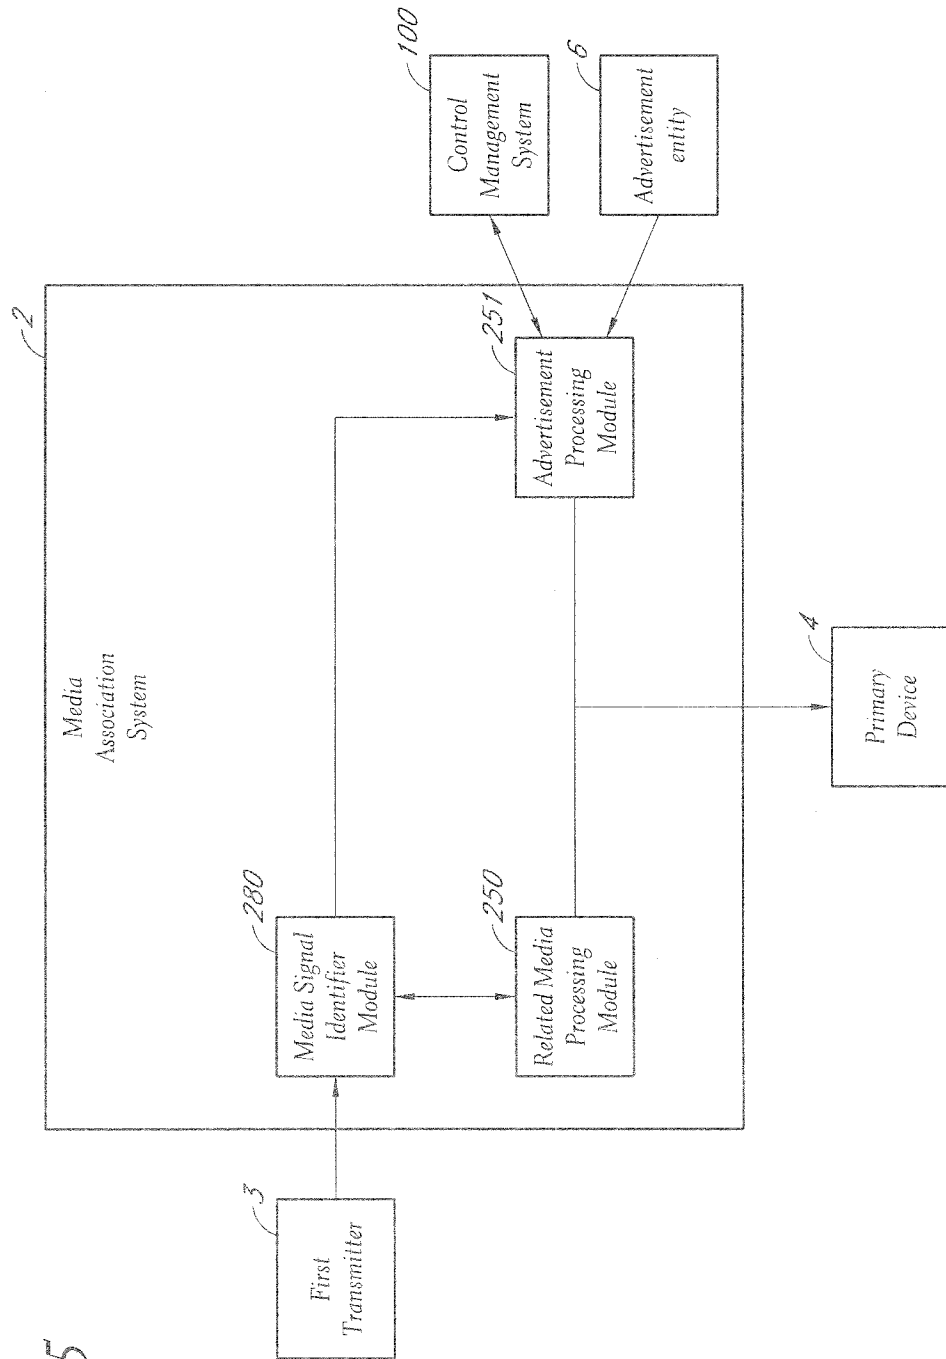 2
Media
Association
System
3
First
Transmitter
280
Media Signal
Identifier
Module
250
Related Media
Processing
Module
251
Advertisement
Processing
Module
100
Control
Management
System
6
Advertisement
entity
4
Primary
Device
5